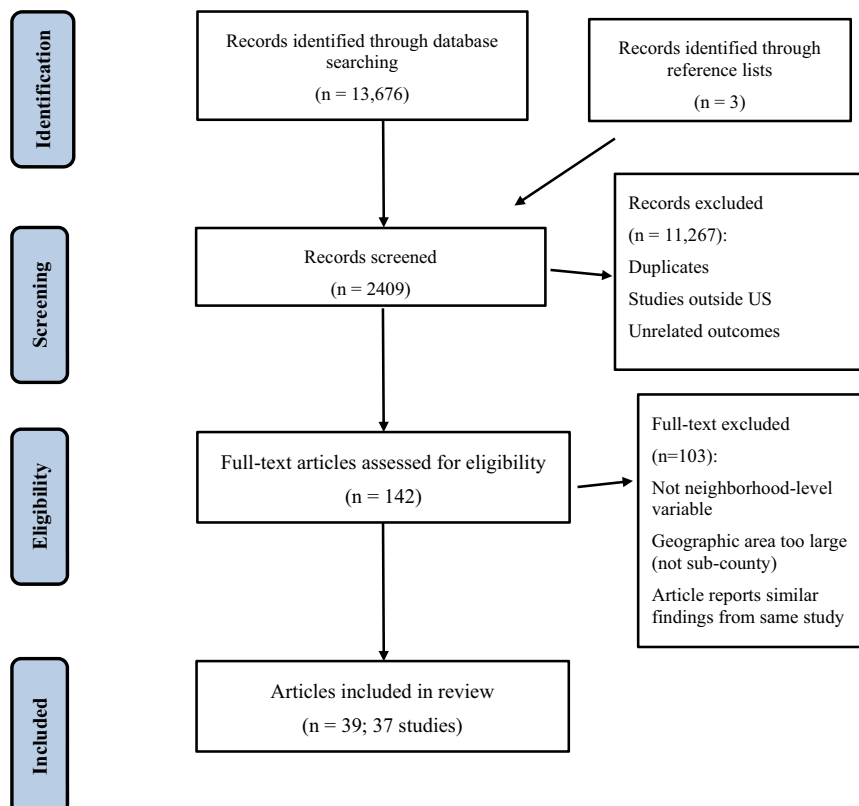 Identification
Records identified through database
searching
(n = 13,676)
Records identified through
reference lists
(n = 3)
Screening
Records screened
(n = 2409)
Records excluded
(n = 11,267):
Duplicates
Studies outside US
Unrelated outcomes
Eligibility
Full-text articles assessed for eligibility
(n = 142)
Full-text excluded
(n=103):
Not neighborhood-level
variable
Geographic area too large
(not sub-county)
Article reports similar
findings from same study
Included
Articles included in review
(n = 39; 37 studies)